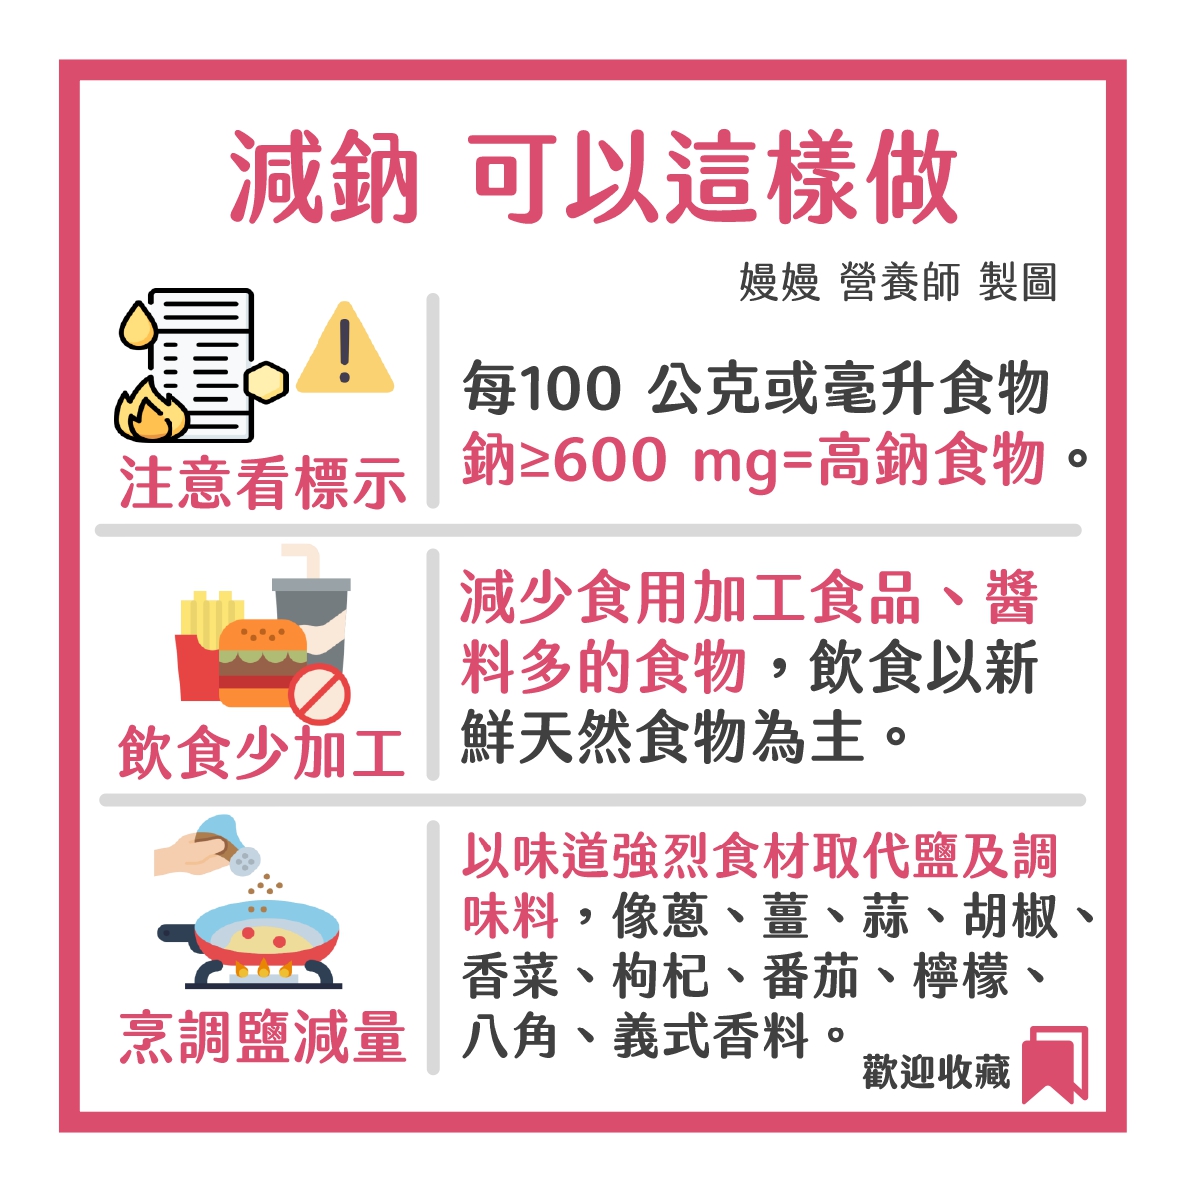 減鈉 可以這樣做
嫚嫚 營養師 製圖
注意看標示
每100 公克或毫升食物
鈉≥600 mg=高鈉食物。
飲食少加工
減少食用加工食品、醬
料多的食物，飲食以新
鮮天然食物為主。
烹調鹽減量
以味道強烈食材取代鹽及調
味料，像蔥、薑、蒜、胡椒、
香菜、枸杞、番茄、檸檬、
八角、義式香料。
歡迎收藏